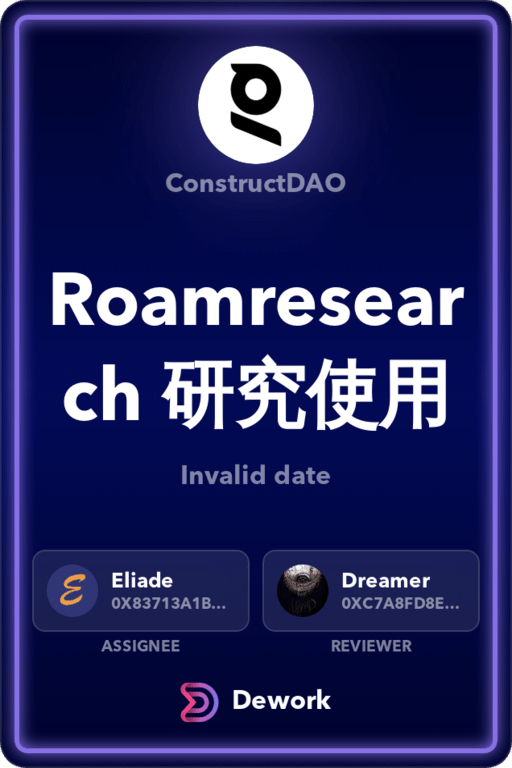 ConstructDAO
Roamresear
ch 研究使用
Invalid date
Eliade
0X83713A1B...
ASSIGNEE
Dreamer
0XC7A8FD8E...
REVIEWER
Dework